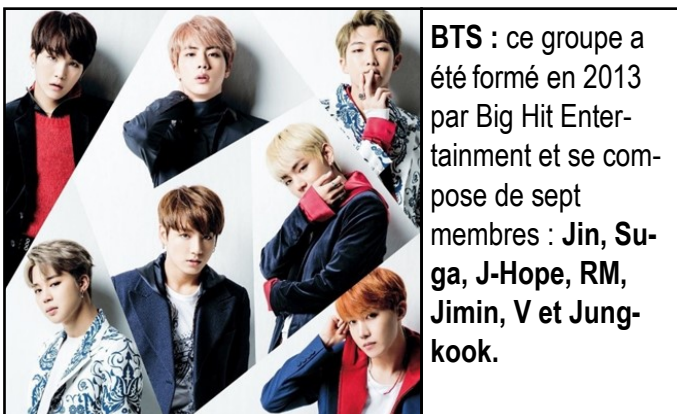 BTS : ce groupe a
été formé en 2013
par Big Hit Enter-
tainment et se com-
pose de sept
membres : Jin, Su-
ga, J-Hope, RM,
Jimin, V et Jung-
kook.